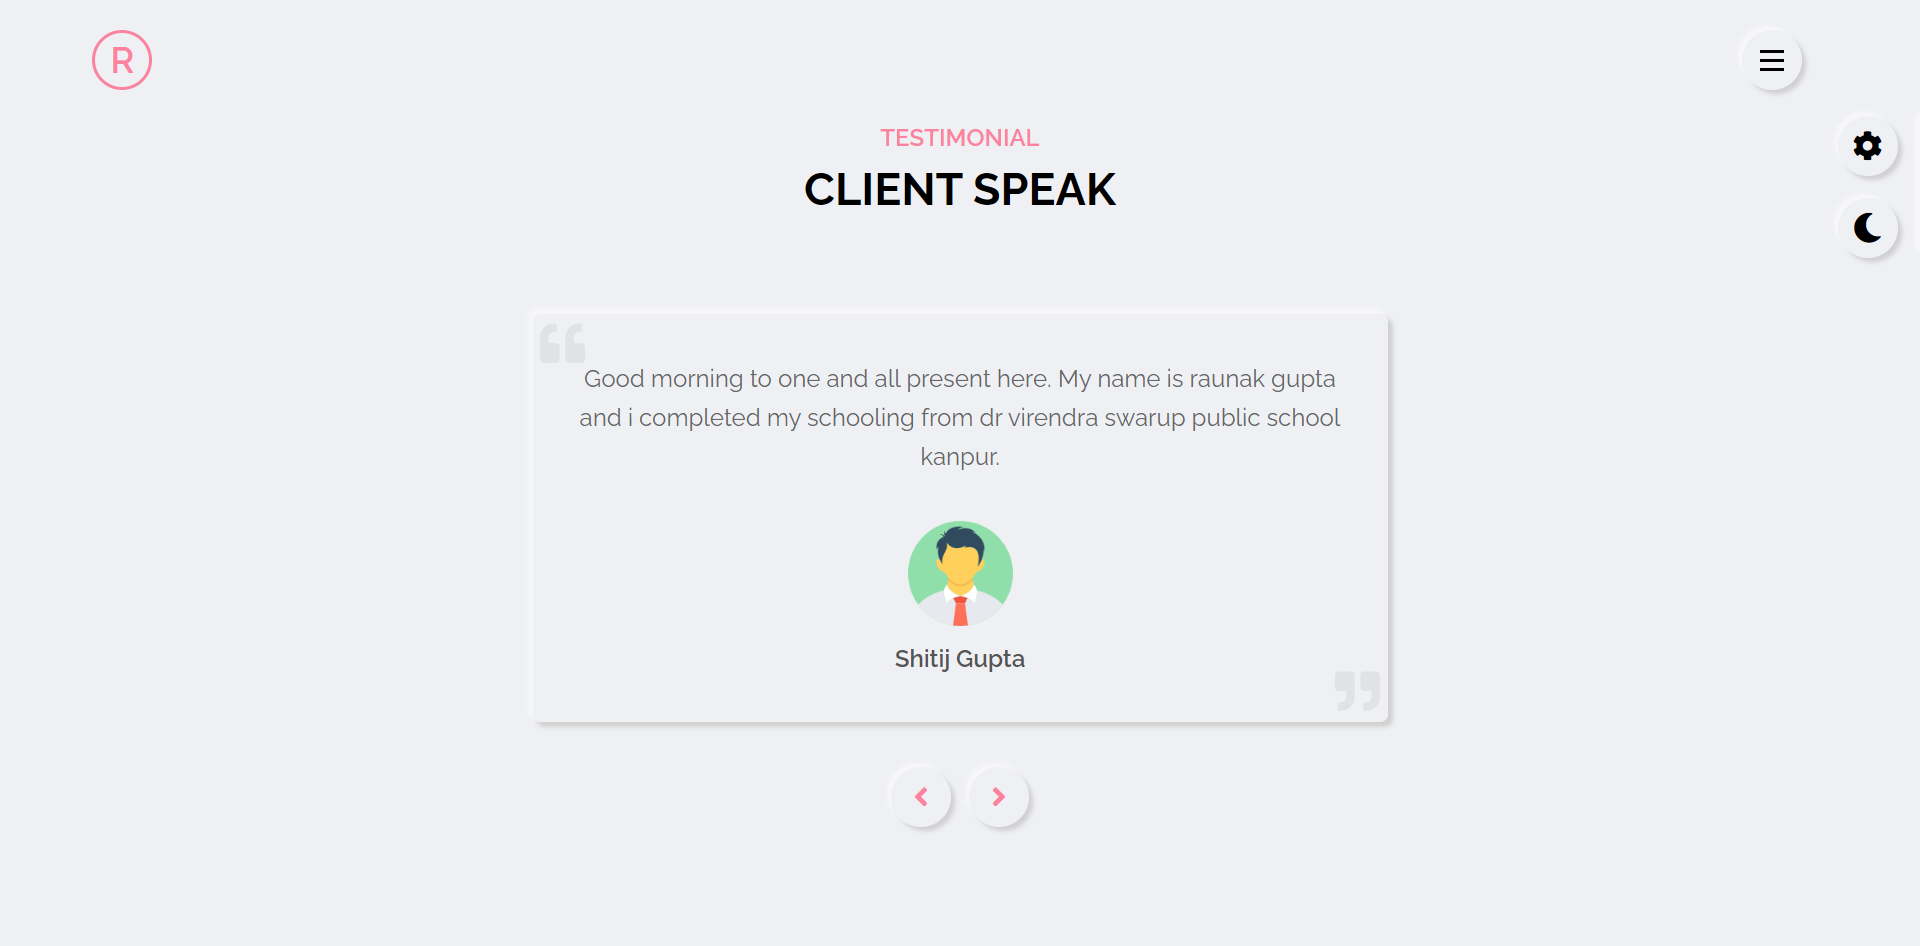 R
TESTIMONIAL
CLIENT SPEAK
Good morning to one and all present here. My name is raunak gupta
and i completed my schooling from dr virendra swarup public school
kanpur.
Shitij Gupta